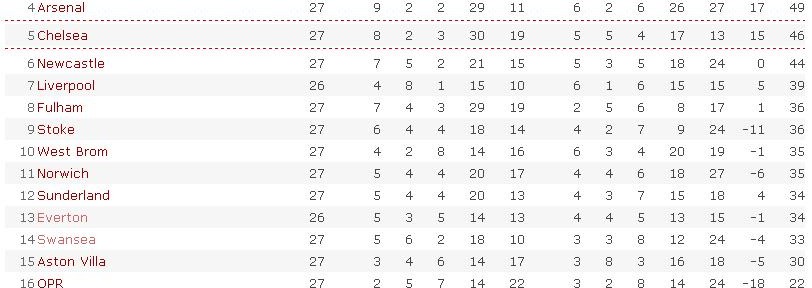 4 Arsenal 27 9 2 2 29 11 6 2 6 26 27 17 49
5 Chelsea 27 8 2 3 30 19 5 5 4 17 13 15 46
6 Newcastle 27 7 5 2 21 15 5 3 5 18 24 0 44
7 Liverpool 26 4 8 1 15 10 6 1 6 15 15 5 39
8 Fulham 27 7 4 3 29 19 2 5 6 8 17 1 36
9 Stoke 27 6 4 4 18 14 4 2 7 9 24 -11 36
10 West Brom 27 4 2 8 14 16 6 3 4 20 19 -1 35
11 Norwich 27 5 4 4 20 17 4 4 6 18 27 -6 35
12 Sunderland 27 5 4 4 20 13 4 3 7 15 18 4 34
13 Everton 26 5 3 5 14 13 4 4 5 13 15 -1 34
14 Swansea 27 5 6 2 18 10 3 3 8 12 24 -4 33
15 Aston Villa 27 3 4 6 14 17 3 8 3 16 18 -5 30
16 QPR 27 2 5 7 14 22 3 2 8 14 24 -18 22